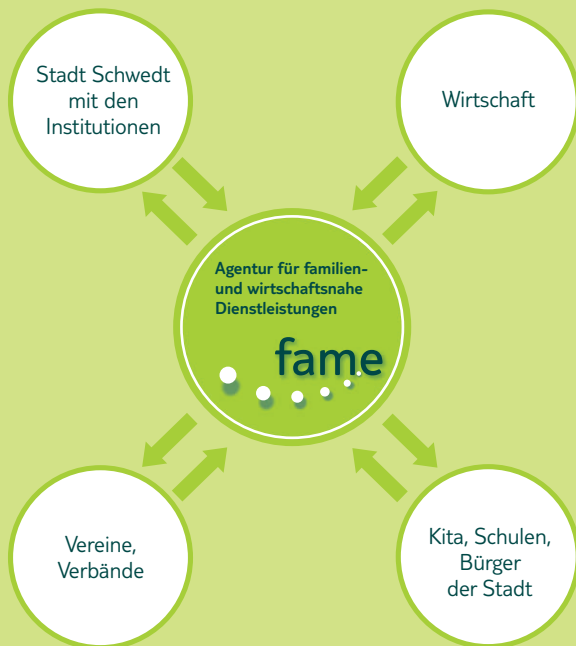 Stadt Schwedt
mit den
Institutionen
Wirtschaft
Agentur für familien-
und wirtschaftsnahe
Dienstleistungen
fame
Vereine,
Verbände
Kita, Schulen,
Bürger
der Stadt